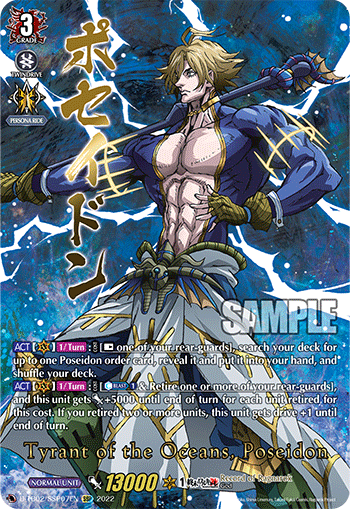 3
GRADE
TWINDRIVE
PERSONA RIDE
ポセイドン
SAMPLE
ACT 1/Turn : one of your rear-guards], search your deck for
up to one Poseidon order card, reveal it and put it into your hand, and
shuffle your deck.
ACT 1/Turn : BLAST 1 & Retire one or more of your rear-guards],
and this unit gets +5000 until end of turn for each unit retired for
this cost. If you retired two or more units, this unit gets drive +1 until
end of turn.
Tyrant of the Oceans, Poseidon
NORMAL UNIT 13000 1 Record of Ragnarok
2022